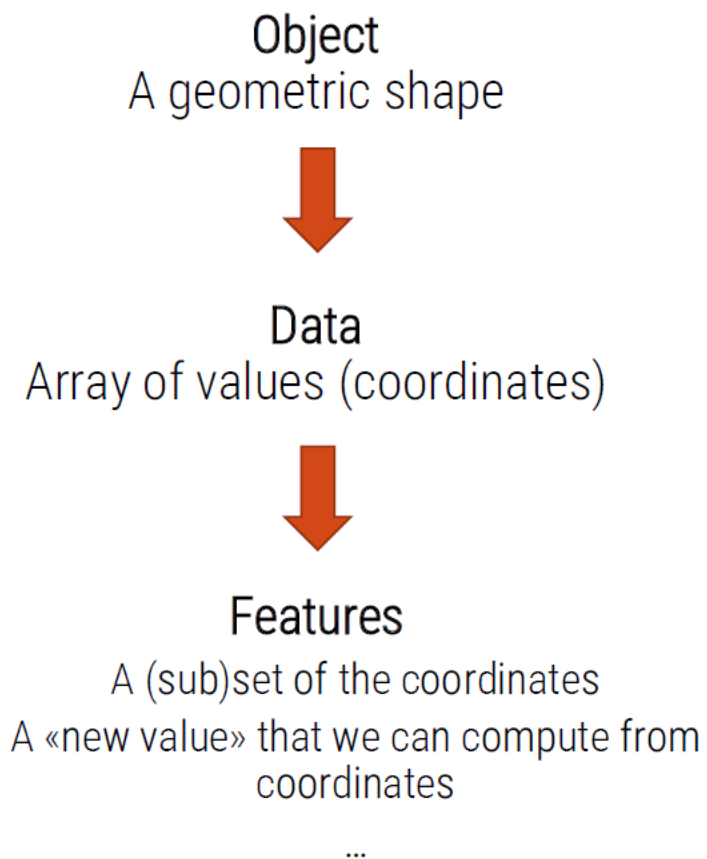 Object
A geometric shape
Data
Array of values (coordinates)
Features
A (sub)set of the coordinates
A «new value» that we can compute from
coordinates
...